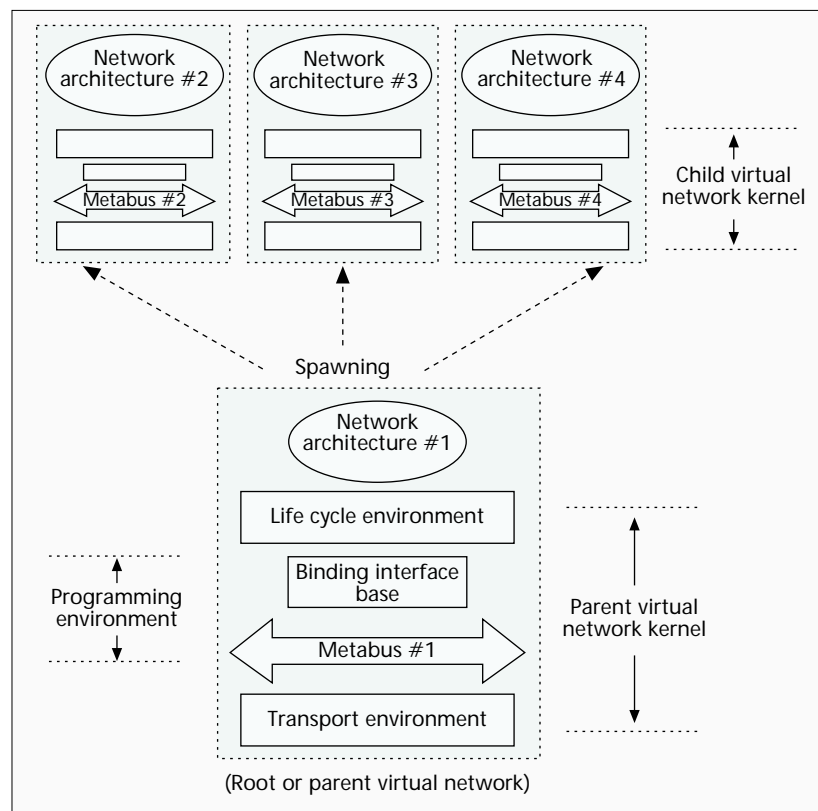 Network
architecture #2
Network
architecture #3
Network
architecture #4
Metabus #2
Metabus #3
Metabus #4
Child virtual
network kernel
Spawning
Network
architecture #1
Life cycle environment
Binding interface
base
Programming
environment
Parent virtual
network kernel
Metabus #1
Transport environment
(Root or parent virtual network)